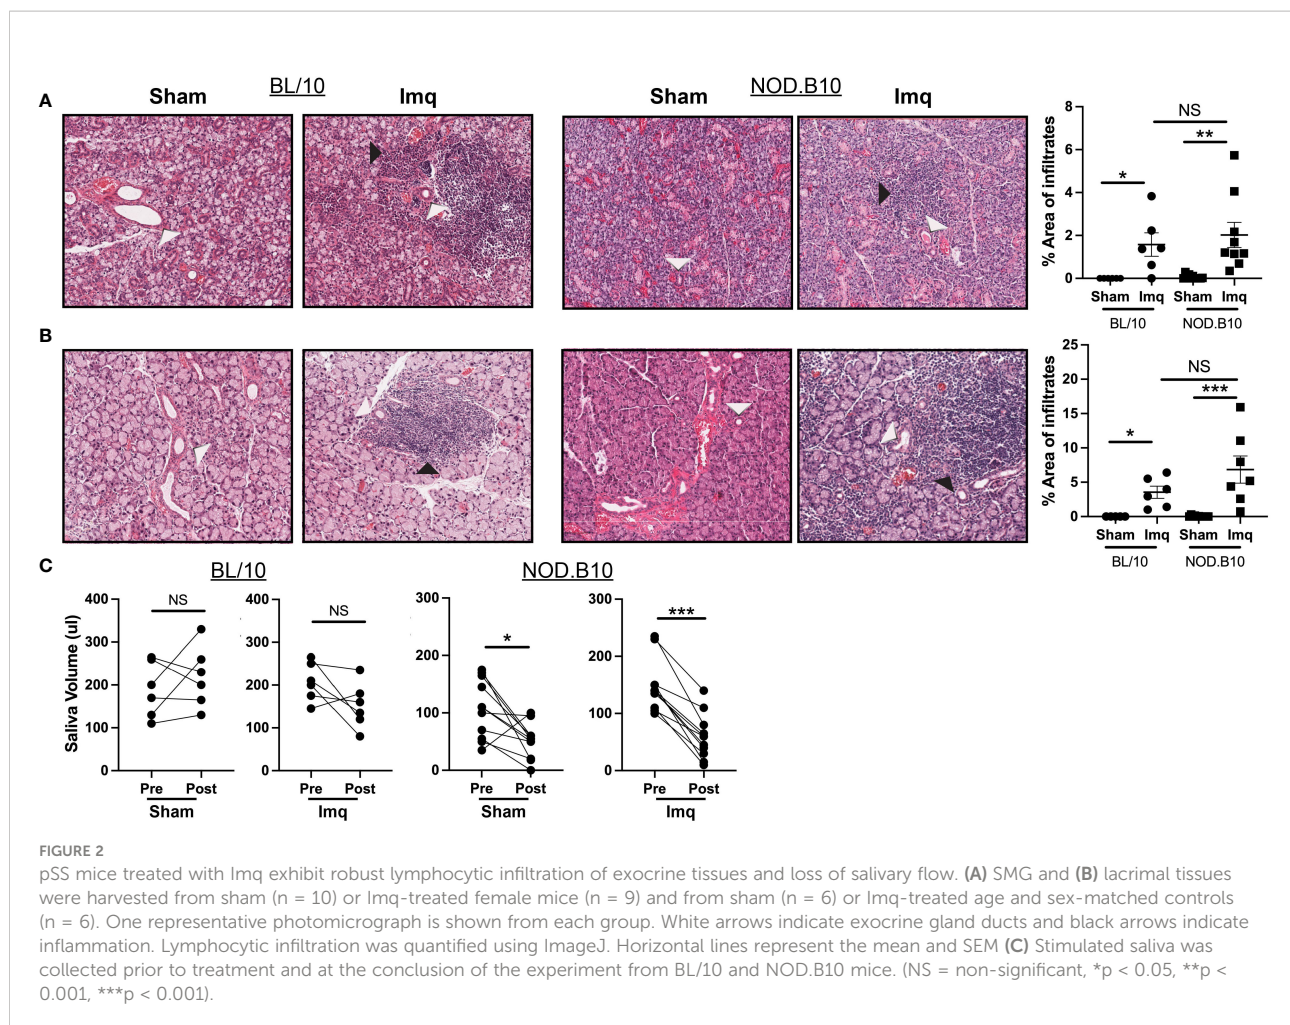 BL/10 NOD.B10
A Sham Imq Sham Imq
8
6
4
2
0
% Area of infiltrates
NS
**
*
Sham Imq Sham Imq
BL/10 NOD.B10
B
25
20
15
10
5
0
% Area of infiltrates
NS
***
*
Sham Imq Sham Imq
BL/10 NOD.B10
C BL/10 NOD.B10
Saliva Volume (ul)
400
300
200
100
0
NS
Pre Post
Sham
400
300
200
100
0
NS
Pre Post
Imq
300
200
100
0
*
Pre Post
Sham
300
200
100
0
***
Pre Post
Imq
FIGURE 2
pSS mice treated with Imq exhibit robust lymphocytic infiltration of exocrine tissues and loss of salivary flow. (A) SMG and (B) lacrimal tissues
were harvested from sham (n = 10) or Imq-treated female mice (n = 9) and from sham (n = 6) or Imq-treated age and sex-matched controls
(n = 6). One representative photomicrograph is shown from each group. White arrows indicate exocrine gland ducts and black arrows indicate
inflammation. Lymphocytic infiltration was quantified using ImageJ. Horizontal lines represent the mean and SEM (C) Stimulated saliva was
collected prior to treatment and at the conclusion of the experiment from BL/10 and NOD.B10 mice. (NS = non-significant, *p < 0.05, **p <
0.001, ***p < 0.001).